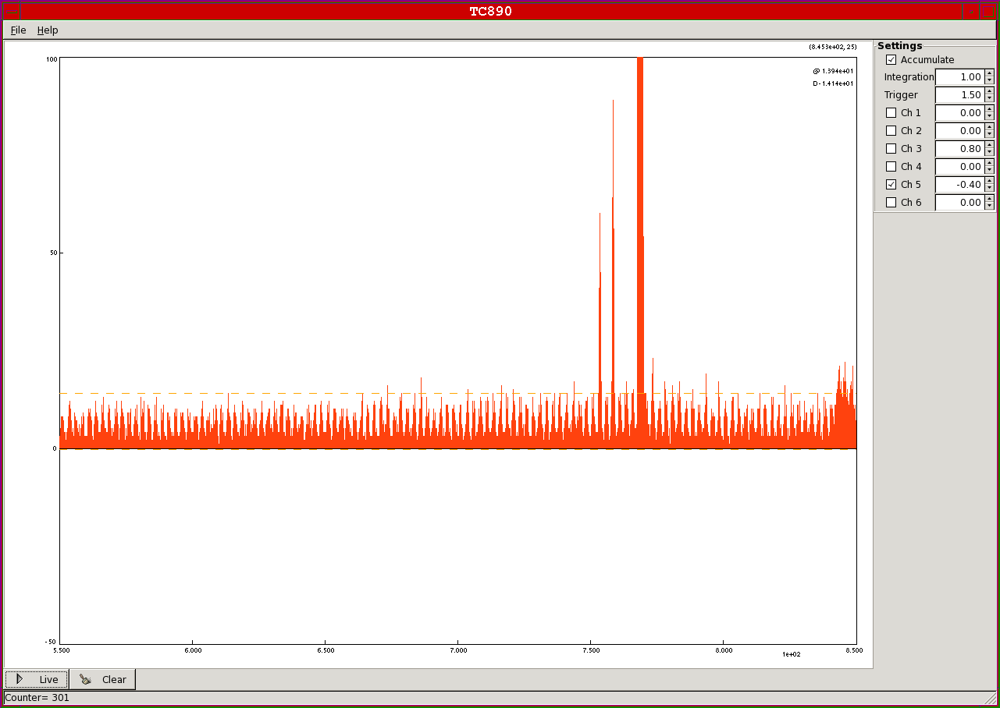 TC890
File Help
(8.453e+02, 25)
@ 1.394e+01
D - 1.414e+01
100
50
0
-50
5.500 6.000 6.500 7.000 7.500 8.000 8.500
1e+02
Settings
Accumulate
Integration 1.00
Trigger 1.50
Ch 1 0.00
Ch 2 0.00
Ch 3 0.80
Ch 4 0.00
Ch 5 -0.40
Ch 6 0.00
Live Clear
Counter= 301